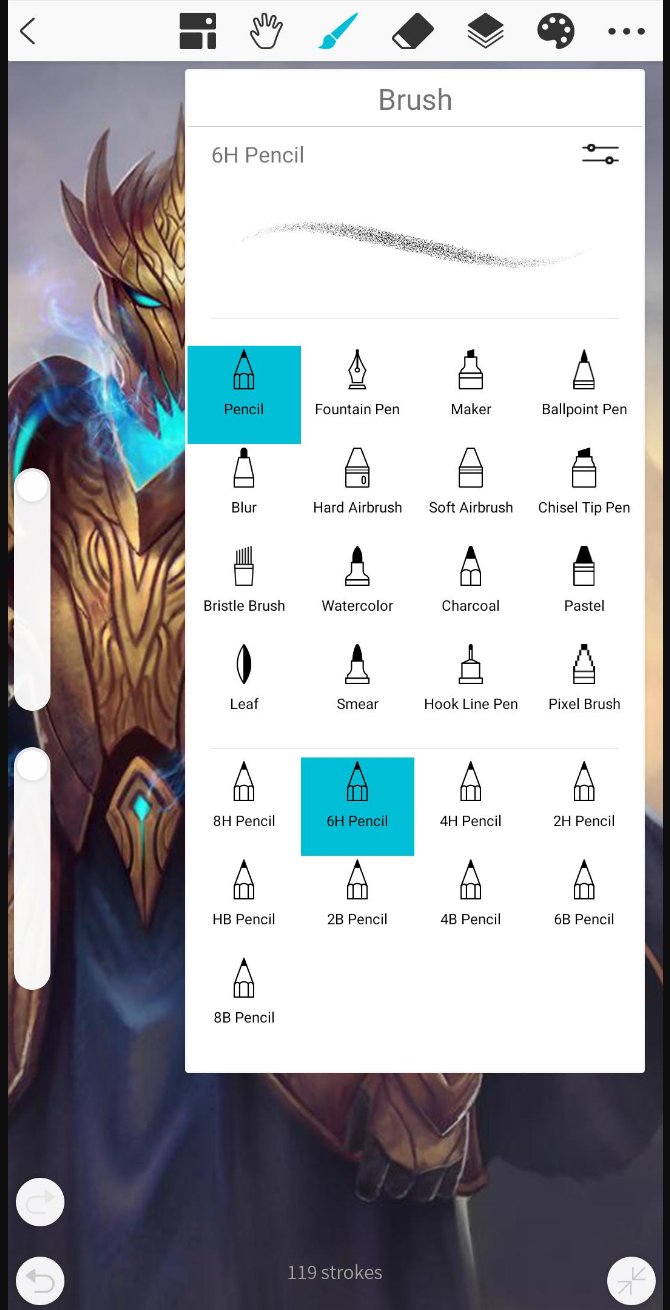 Brush
6H Pencil
Pencil
Fountain Pen
Maker
Ballpoint Pen
Blur
Hard Airbrush
Soft Airbrush
Chisel Tip Pen
Bristle Brush
Watercolor
Charcoal
Pastel
Leaf
Smear
Hook Line Pen
Pixel Brush
8H Pencil
6H Pencil
4H Pencil
2H Pencil
HB Pencil
2B Pencil
4B Pencil
6B Pencil
8B Pencil
119 strokes